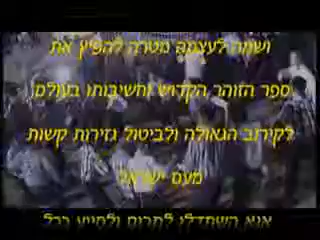 ושמה לעצמה מטרה להפיץ את
ספר הזוהר הקדוש וחשיבותו בעולם
לקירוב הגאולה ולביטול גזירות קשות
מעם ישראל
אנא השתדלו לתרום ולסייע ככל